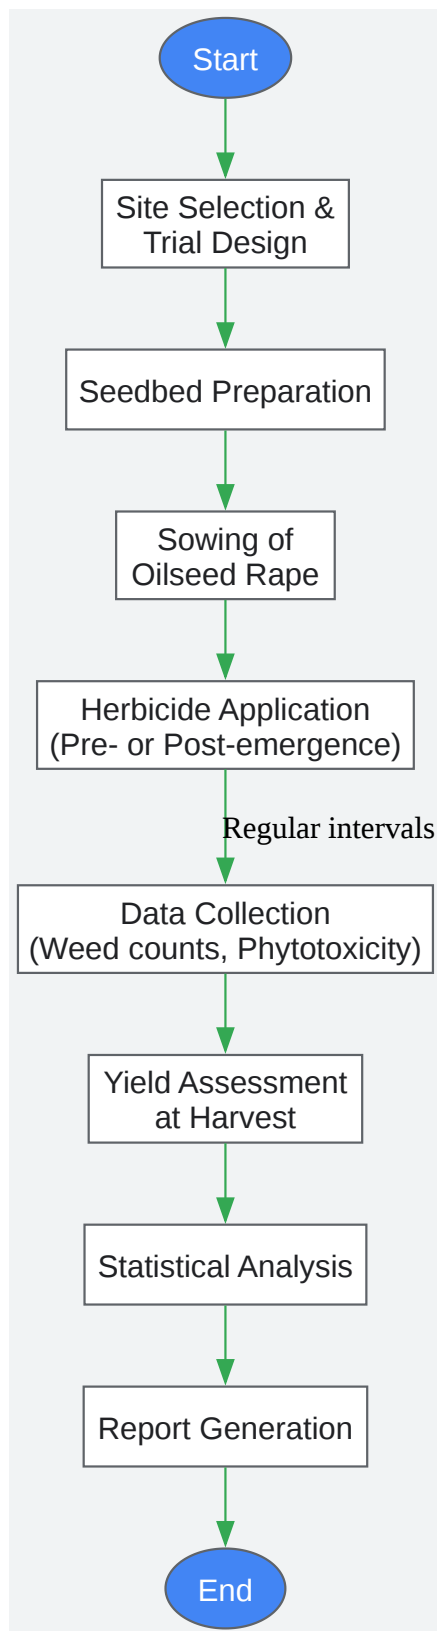 Start
Site Selection &
Trial Design
Seedbed Preparation
Sowing of
Oilseed Rape
Herbicide Application
(Pre- or Post-emergence)
Regular intervals
Data Collection
(Weed counts, Phytotoxicity)
Yield Assessment
at Harvest
Statistical Analysis
Report Generation
End